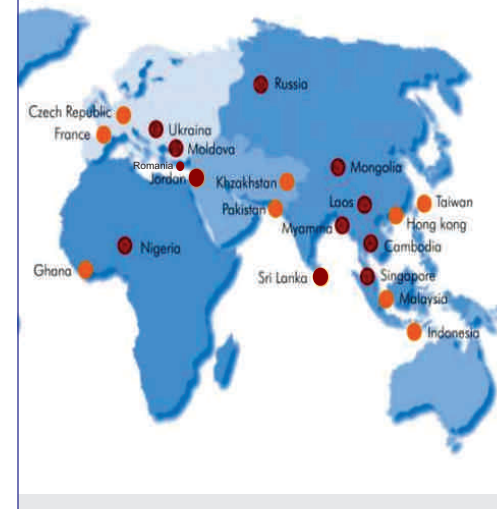 Russia
Czech Republic
Ukraina
France
Moldova
Romania
Jordan
Khzakhstan
Mongolia
Pakistan
Laos
Taiwan
Myamma
Hong kong
Nigeria
Cambodia
Ghana
Sri Lanka
Singapore
Malaysia
Indonesia